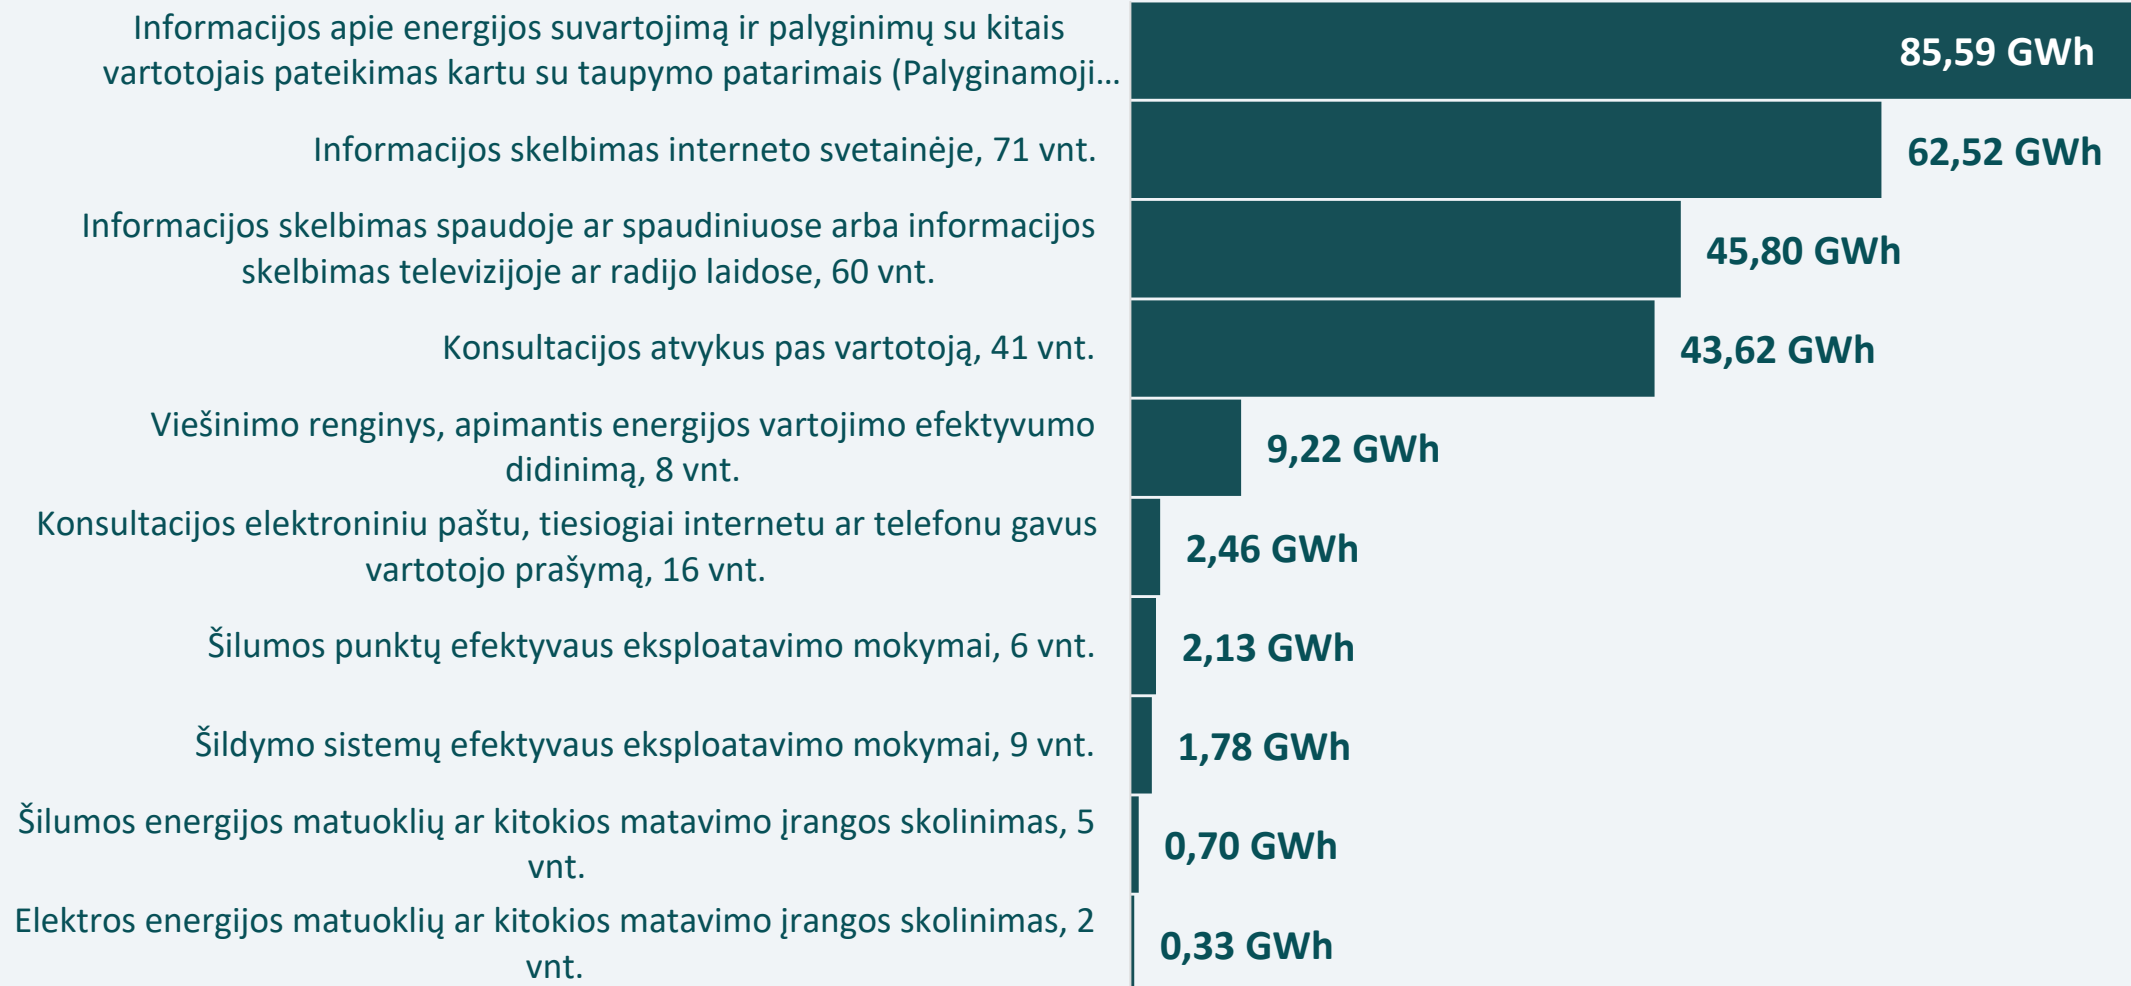 Informacijos apie energijos suvartojimą ir palyginimų su kitais
vartotojais pateikimas kartu su taupymo patarimais (Palyginamoji...
85,59 GWh
Informacijos skelbimas interneto svetainėje, 71 vnt.
62,52 GWh
Informacijos skelbimas spaudoje ar spaudiniuose arba informacijos
skelbimas televizijoje ar radijo laidose, 60 vnt.
45,80 GWh
Konsultacijos atvykus pas vartotoją, 41 vnt.
43,62 GWh
Viešinimo renginys, apimantis energijos vartojimo efektyvumo
didinimą, 8 vnt.
9,22 GWh
Konsultacijos elektroniniu paštu, tiesiogiai internetu ar telefonu gavus
vartotojo prašymą, 16 vnt.
2,46 GWh
Šilumos punktų efektyvaus eksploatavimo mokymai, 6 vnt.
2,13 GWh
Šildymo sistemų efektyvaus eksploatavimo mokymai, 9 vnt.
1,78 GWh
Šilumos energijos matuoklių ar kitokios matavimo įrangos skolinimas, 5
vnt.
0,70 GWh
Elektros energijos matuoklių ar kitokios matavimo įrangos skolinimas, 2
vnt.
0,33 GWh